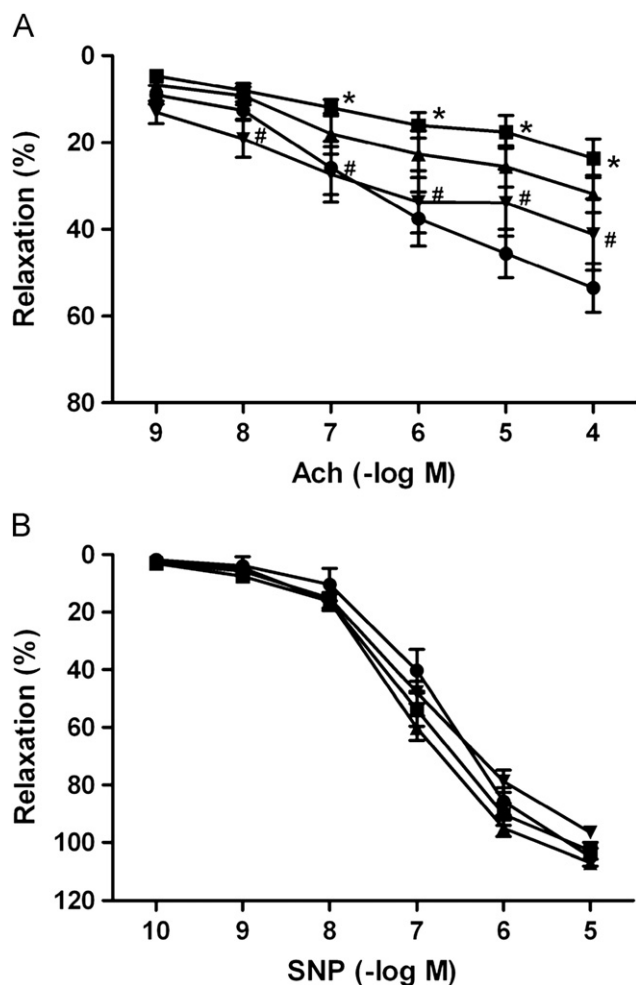 A
0
20
40
60
80
Relaxation (%)
* * * *
# # # # #
9 8 7 6 5 4
Ach (-log M)
B
0
20
40
60
80
100
120
Relaxation (%)
10 9 8 7 6 5
SNP (-log M)